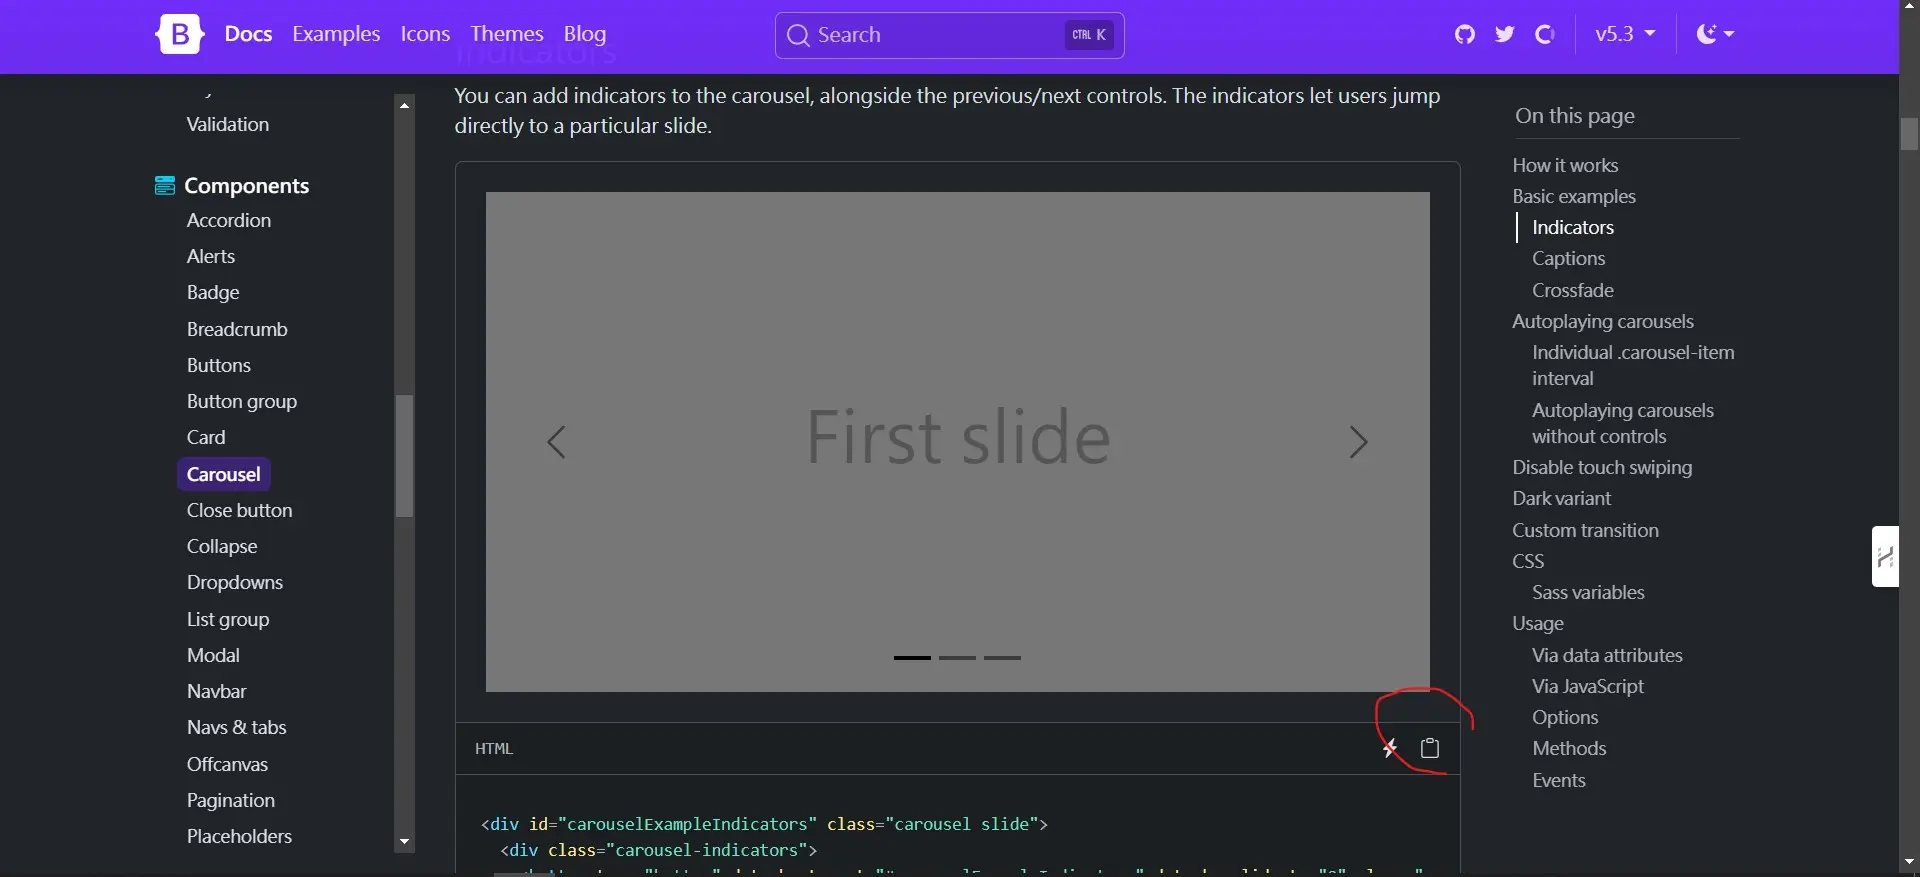 B Docs Examples Icons Themes Blog
Search CTRL K
v5.3
Indicators
Validation
Components
Accordion
Alerts
Badge
Breadcrumb
Buttons
Button group
Card
Carousel
Close button
Collapse
Dropdowns
List group
Modal
Navbar
Navs & tabs
Offcanvas
Pagination
Placeholders
You can add indicators to the carousel, alongside the previous/next controls. The indicators let users jump
directly to a particular slide.
First slide
HTML
<div id="carouselExampleIndicators" class="carousel slide">
<div class="carousel-indicators">
On this page
How it works
Basic examples
Indicators
Captions
Crossfade
Autoplaying carousels
Individual .carousel-item
interval
Autoplaying carousels
without controls
Disable touch swiping
Dark variant
Custom transition
CSS
Sass variables
Usage
Via data attributes
Via JavaScript
Options
Methods
Events